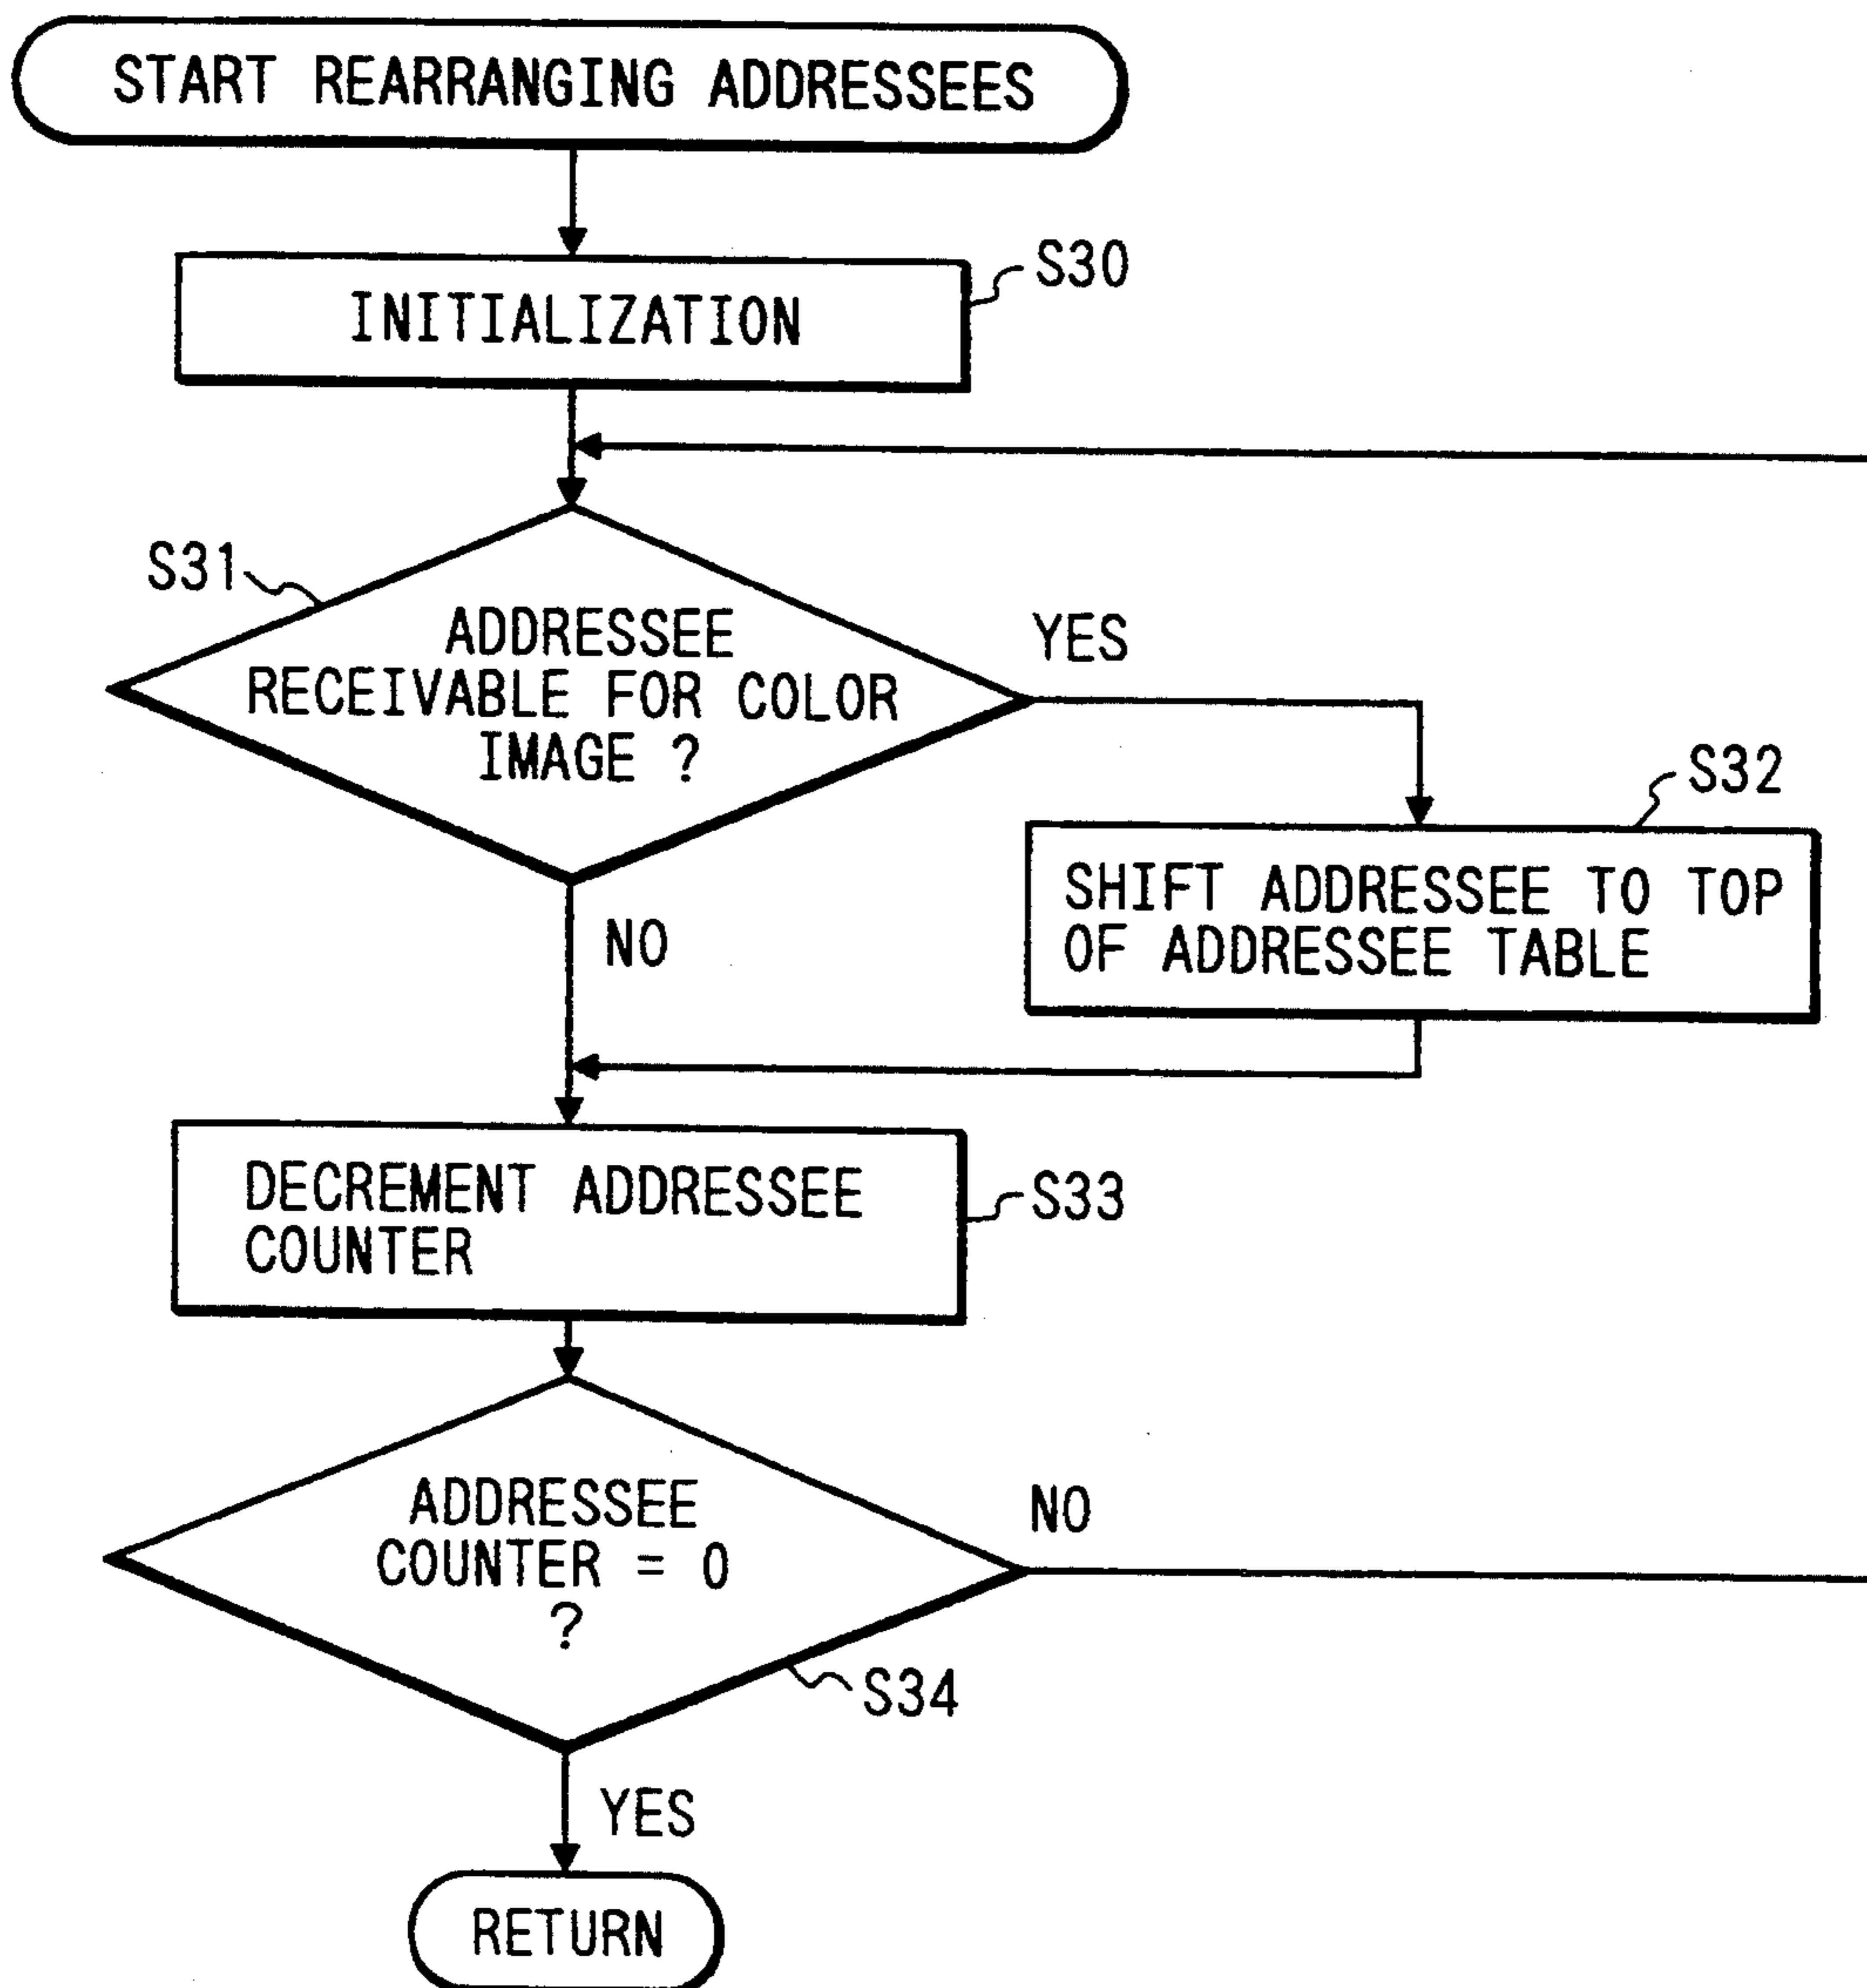 START REARRANGING ADDRESSEES
S30
INITIALIZATION
S31
ADDRESSEE
RECEIVABLE FOR COLOR
IMAGE ?
YES
S32
SHIFT ADDRESSEE TO TOP
OF ADDRESSEE TABLE
NO
DECREMENT ADDRESSEE
COUNTER
S33
ADDRESSEE
COUNTER = 0
?
NO
S34
YES
RETURN